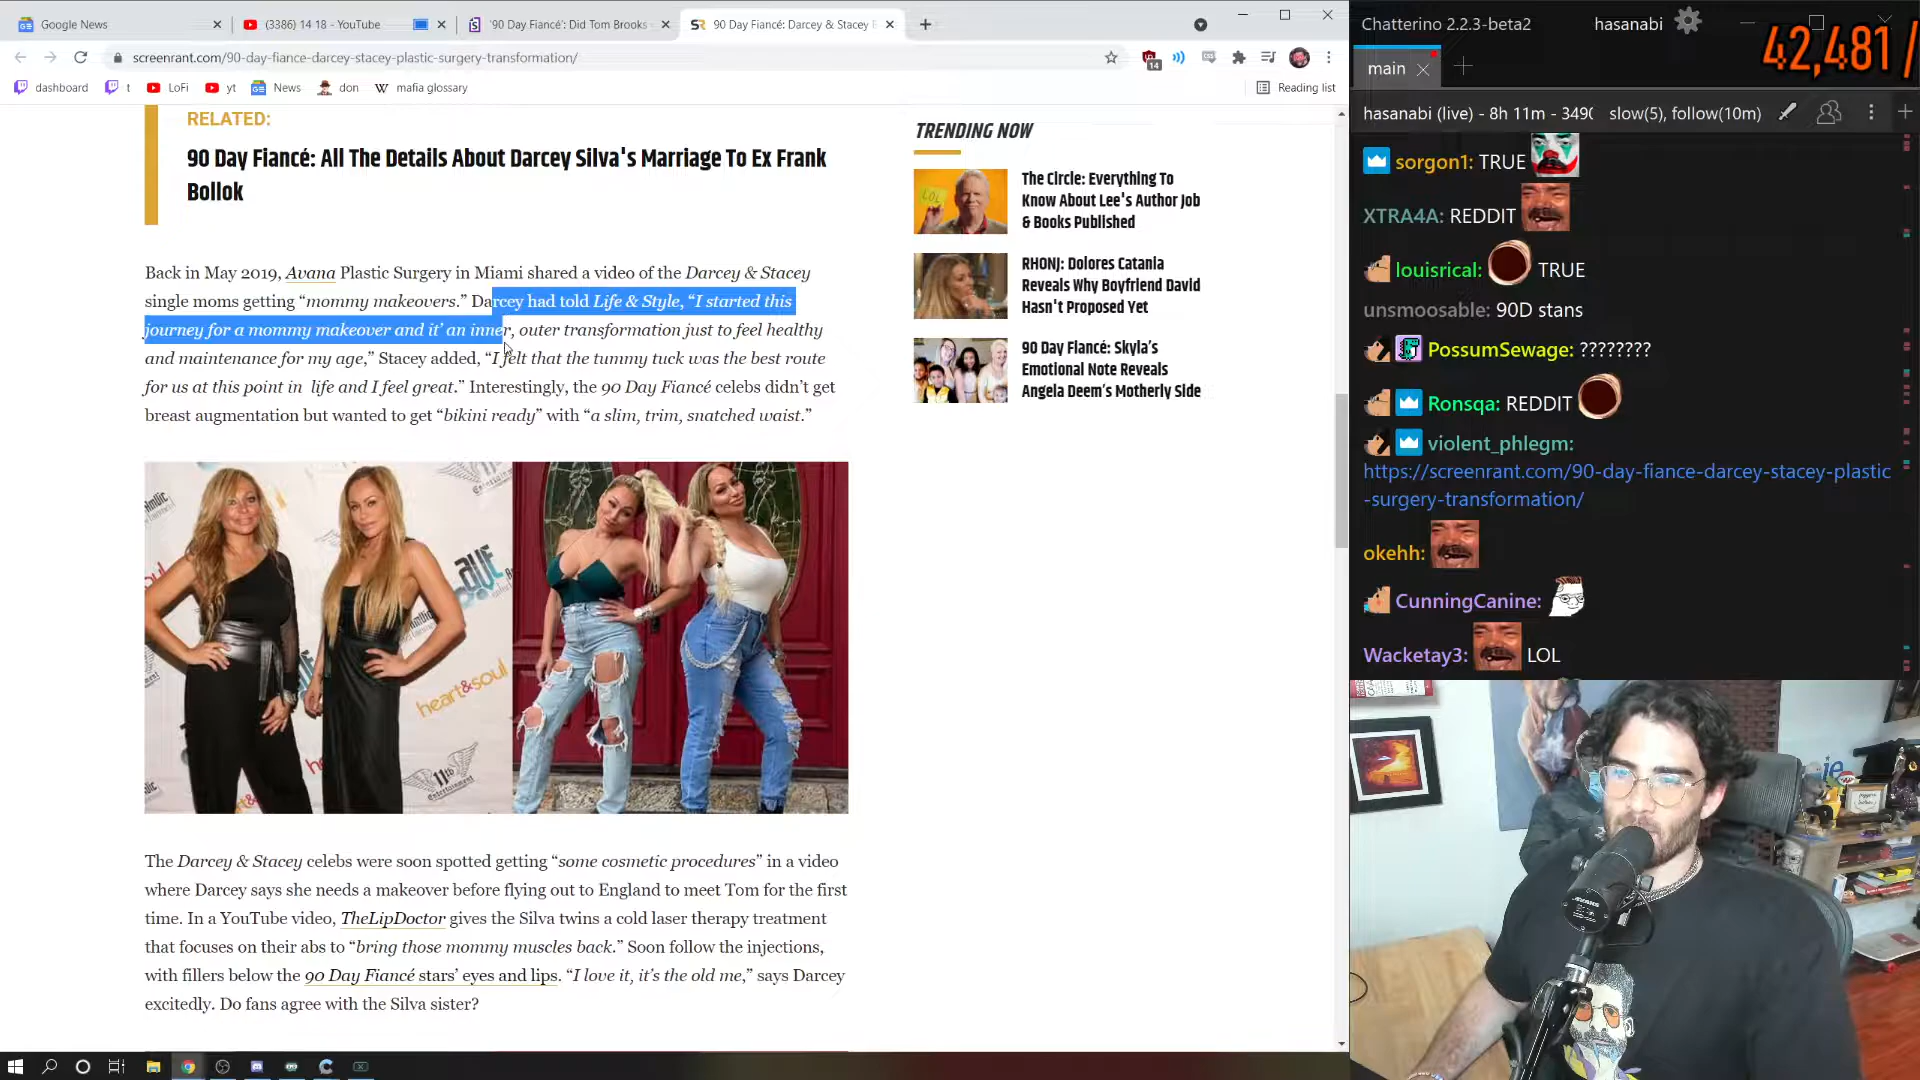 Google News
(3386) 14 18 - YouTube
'90 Day Fiancé': Did Tom Brooks
90 Day Fiancé: Darcey & Stacey
screenrant.com/90-day-fiance-darcey-stacey-plastic-surgery-transformation/
14
dashboard
t
LoFi
yt
News
don
mafia glossary
Reading list
RELATED:
90 Day Fiancé: All The Details About Darcey Silva's Marriage To Ex Frank
Bollok
Back in May 2019, Avana Plastic Surgery in Miami shared a video of the Darcey & Stacey
single moms getting “mommy makeovers.” Darcey had told Life & Style, “I started this
journey for a mommy makeover and it’ an inner, outer transformation just to feel healthy
and maintenance for my age,” Stacey added, “I felt that the tummy tuck was the best route
for us at this point in life and I feel great.” Interestingly, the 90 Day Fiancé celebs didn’t get
breast augmentation but wanted to get “bikini ready” with “a slim, trim, snatched waist.”
heart&soul
11th
Entertainment
The Darcey & Stacey celebs were soon spotted getting “some cosmetic procedures” in a video
where Darcey says she needs a makeover before flying out to England to meet Tom for the first
time. In a YouTube video, TheLipDoctor gives the Silva twins a cold laser therapy treatment
that focuses on their abs to “bring those mommy muscles back.” Soon follow the injections,
with fillers below the 90 Day Fiancé stars’ eyes and lips. “I love it, it’s the old me,” says Darcey
excitedly. Do fans agree with the Silva sister?
TRENDING NOW
LOL
The Circle: Everything To
Know About Lee's Author Job
& Books Published
RHONJ: Dolores Catania
Reveals Why Boyfriend David
Hasn't Proposed Yet
90 Day Fiancé: Skyla’s
Emotional Note Reveals
Angela Deem’s Motherly Side
Chatterino 2.2.3-beta2
hasanabi
42,481 /
main
hasanabi (live) - 8h 11m - 349
slow(5), follow(10m)
sorgon1: TRUE
XTRA4A: REDDIT
louisrical: TRUE
unsmoosable: 90D stans
PossumSewage: ????????
Ronsqa: REDDIT
violent_phlegm:
https://screenrant.com/90-day-fiance-darcey-stacey-plastic
-surgery-transformation/
okehh:
CunningCanine:
Wacketay3: LOL